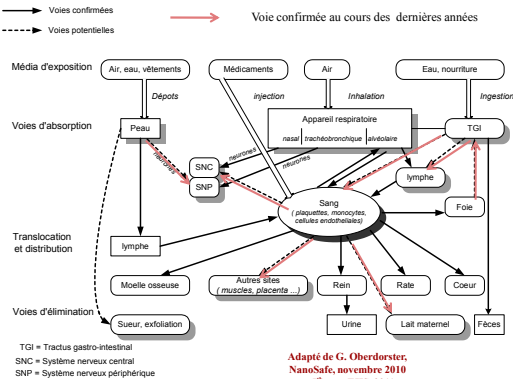 Voies confirmées
Voies potentielles
Voie confirmée au cours des dernières années
Média d'exposition
Air, eau, vêtements
Médicaments
Air
Eau, nourriture
Dépôts
injection
Inhalation
Ingestion
Voies d'absorption
Peau
Appareil respiratoire
nasal
trachéobronchique
alvéolaire
TGI
neurones
neurones
neurones
SNC
SNP
lymphe
Foie
Sang
( plaquettes, monocytes,
cellules endotheliales)
Translocation
et distribution
lymphe
Moelle osseuse
Autres sites
( muscles, placenta ...)
Rein
Rate
Coeur
Voies d'élimination
Sueur, exfoliation
Urine
Lait maternel
Fèces
TGI = Tractus gastro-intestinal
SNC = Système nerveux central
SNP = Système nerveux périphérique
Adapté de G. Oberdorster,
NanoSafe, novembre 2010